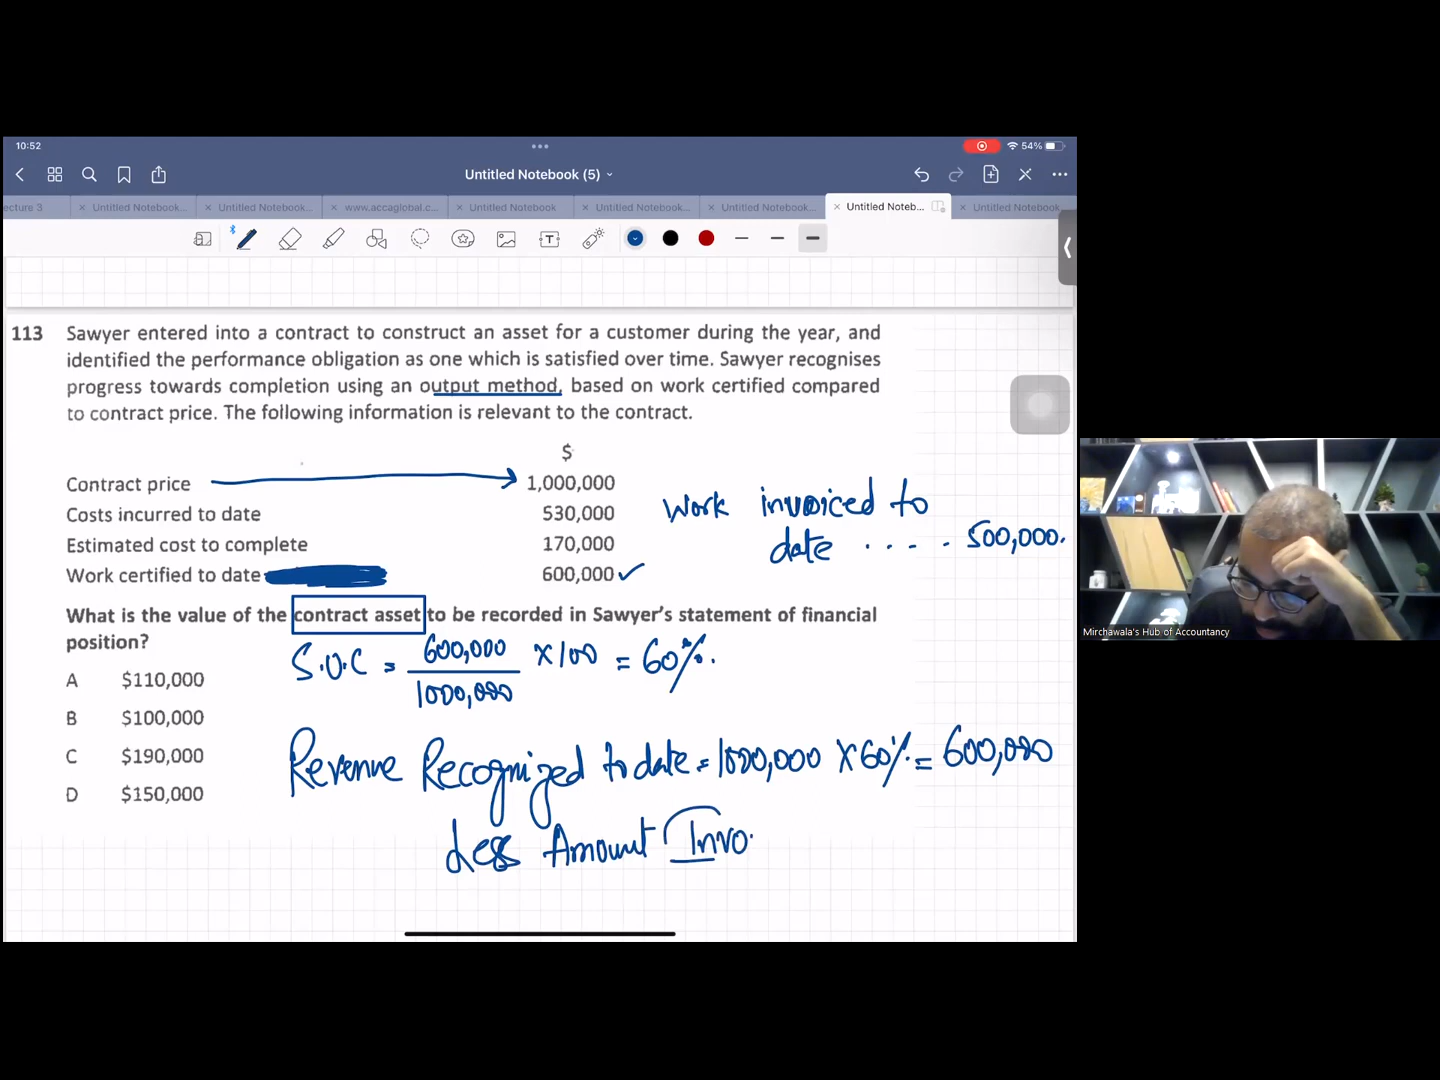 10:52
54%
Untitled Notebook (5)
ecture 3
Untitled Notebook...
Untitled Notebook...
www.accaglobal.c...
Untitled Notebook
Untitled Notebook...
Untitled Notebook...
Untitled Noteb...
Untitled Notebook
113 Sawyer entered into a contract to construct an asset for a customer during the year, and
identified the performance obligation as one which is satisfied over time. Sawyer recognises
progress towards completion using an output method, based on work certified compared
to contract price. The following information is relevant to the contract.
$
Contract price 1,000,000
Costs incurred to date 530,000
Estimated cost to complete 170,000
Work certified to date 600,000
Work invoiced to
date .... 500,000.
What is the value of the contract asset to be recorded in Sawyer's statement of financial
position?
S.O.C = 600,000 / 1000,000 X100 = 60%.
A $110,000
B $100,000
C $190,000
D $150,000
Revenue Recognized to date = 1000,000 X 60% = 600,000
Less Amount Invo.
Mirchawala's Hub of Accountancy